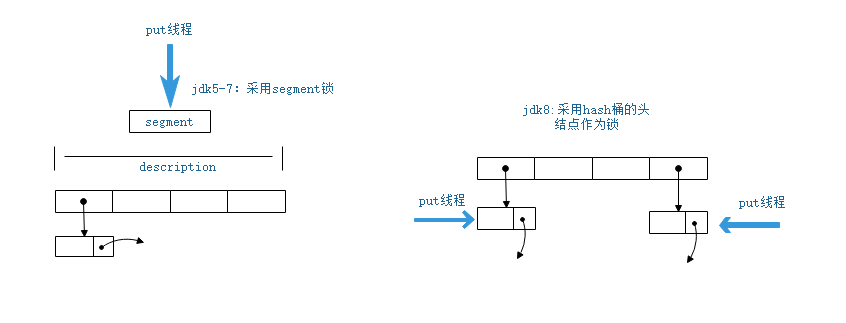 put线程
jdk5-7: 采用segment锁
segment
description
jdk8:采用hash桶的头
结点作为锁
put线程
put线程